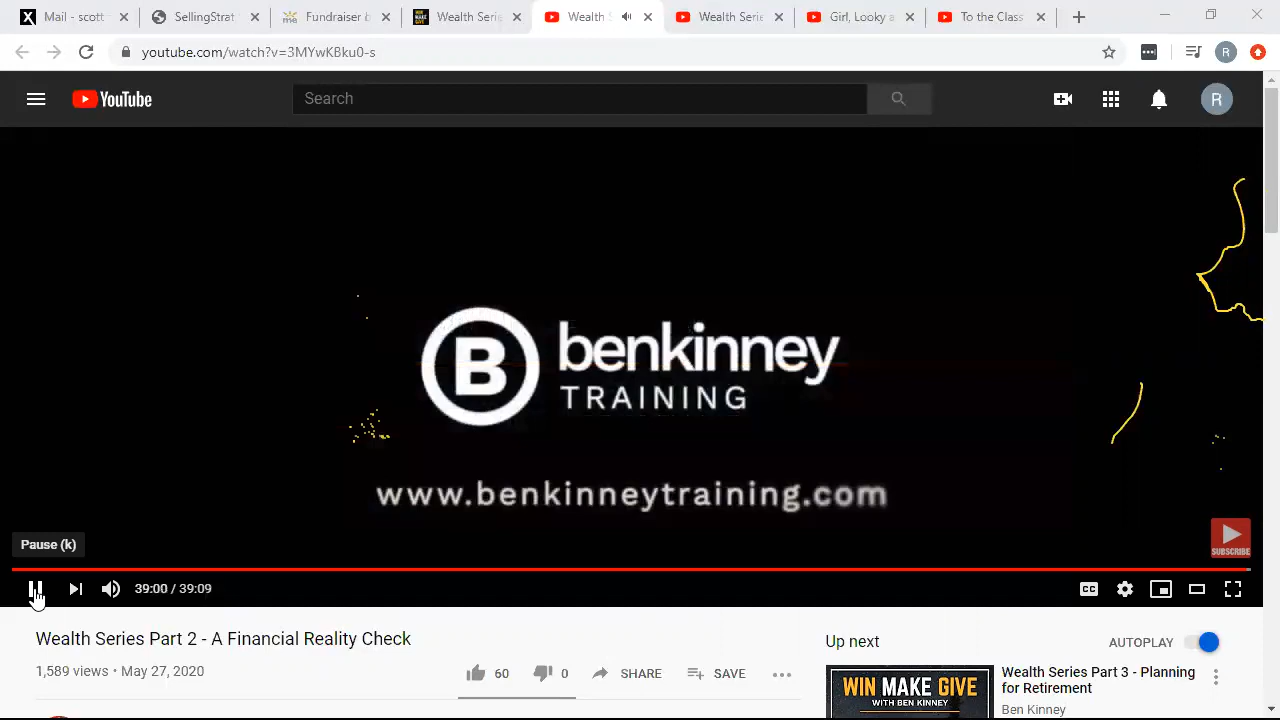 Mail - scott
SellingStrat
Fundraiser b
Wealth Serie
Wealth S
Wealth Seri
Girl Looky a
To the Class
youtube.com/watch?v=3MYwKBku0-s
R
YouTube
Search
R
B benkinney
TRAINING
www.benkinneytraining.com
SUBSCRIBE
Pause (k)
39:00 / 39:09
CC
Wealth Series Part 2 - A Financial Reality Check
1,589 views • May 27, 2020
60
0
SHARE
SAVE
Up next
AUTOPLAY
WIN MAKE GIVE
WITH BEN KINNEY
Wealth Series Part 3 - Planning
for Retirement
Ben Kinney